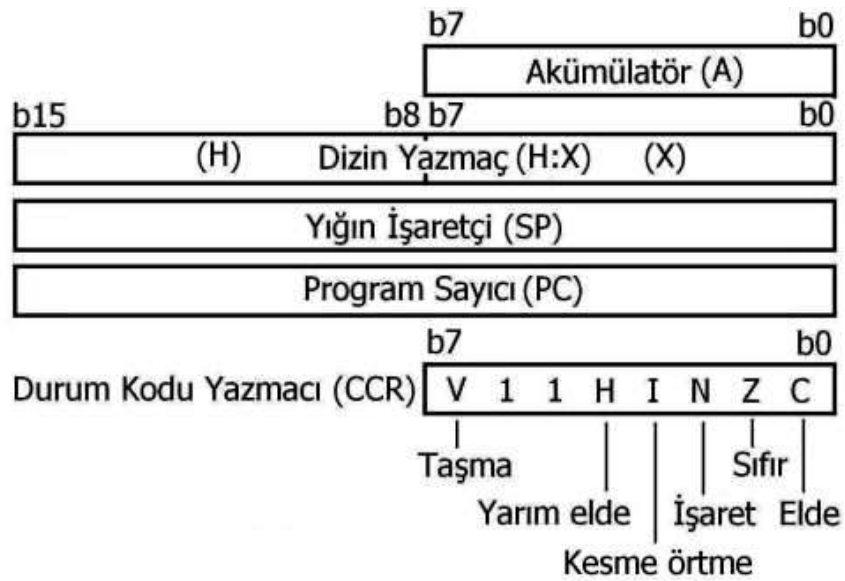 b7 b0
Akümülatör (A)
b15 b8 b7 b0
(H) Dizin Yazmaç (H:X) (X)
Yığın İşaretçi (SP)
Program Sayıcı (PC)
b7 b0
Durum Kodu Yazmacı (CCR) V 1 1 H I N Z C
Taşma Sıfır
Yarım elde İşaret Elde
Kesme örtme